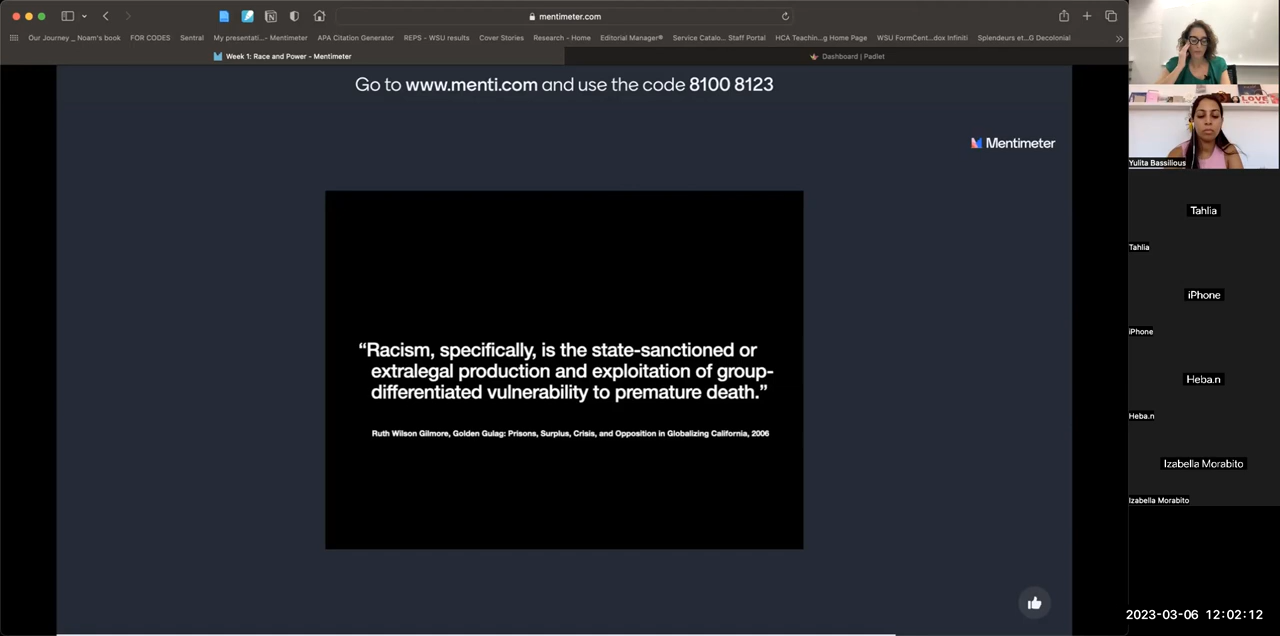 mentimeter.com
Our Journey _ Noam's book
FOR CODES
Sentral
My presentati...- Mentimeter
APA Citation Generator
REPS - WSU results
Cover Stories
Research - Home
Editorial Manager®
Service Catalo... Staff Portal
HCA Teachin...g Home Page
WSU FormCent...dox Infiniti
Splendeurs et...G Decolonial
Week 1: Race and Power - Mentimeter
Dashboard | Padlet
Go to www.menti.com and use the code 8100 8123
Mentimeter
“Racism, specifically, is the state-sanctioned or
extralegal production and exploitation of group-
differentiated vulnerability to premature death.”
Ruth Wilson Gilmore, Golden Gulag: Prisons, Surplus, Crisis, and Opposition in Globalizing California, 2006
Yulita Bassilious
Tahlia
Tahlia
iPhone
iPhone
Heba.n
Heba.n
Izabella Morabito
Izabella Morabito
2023-03-06 12:02:12